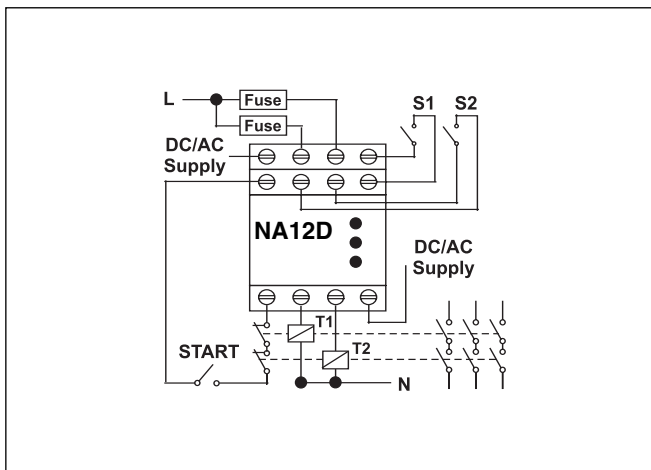 L
Fuse
Fuse
S1 S2
DC/AC
Supply
NA12D
DC/AC
Supply
T1
START
T2
N